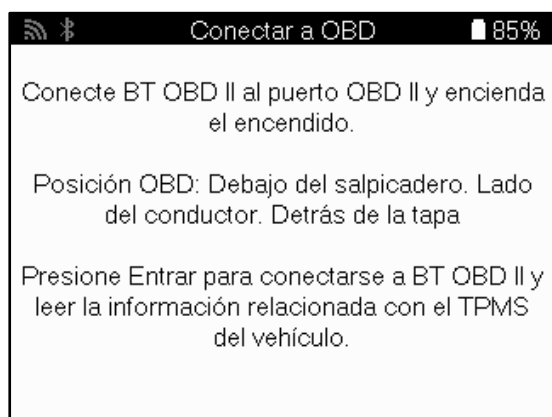 Conectar a OBD 85%
Conecte BT OBD II al puerto OBD II y encienda
el encendido.
Posición OBD: Debajo del salpicadero. Lado
del conductor. Detrás de la tapa
Presione Entrar para conectarse a BT OBD II y
leer la información relacionada con el TPMS
del vehículo.